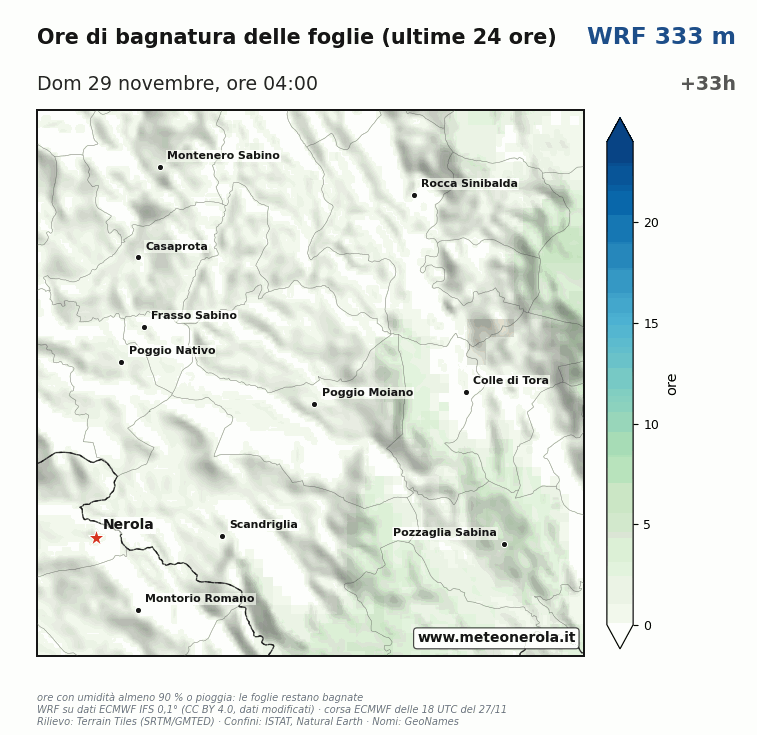 Ore di bagnatura delle foglie (ultime 24 ore)
WRF 333 m
Dom 29 novembre, ore 04:00
+33h
Montenero Sabino
Rocca Sinibalda
Casaprota
Frasso Sabino
Poggio Nativo
Colle di Tora
Poggio Moiano
Nerola
Scandriglia
Pozzaglia Sabina
Montorio Romano
www.meteonerola.it
20
15
10
5
0
ore
ore con umidità almeno 90 % o pioggia: le foglie restano bagnate
WRF su dati ECMWF IFS 0,1° (CC BY 4.0, dati modificati) · corsa ECMWF delle 18 UTC del 27/11
Rilievo: Terrain Tiles (SRTM/GMTED) · Confini: ISTAT, Natural Earth · Nomi: GeoNames